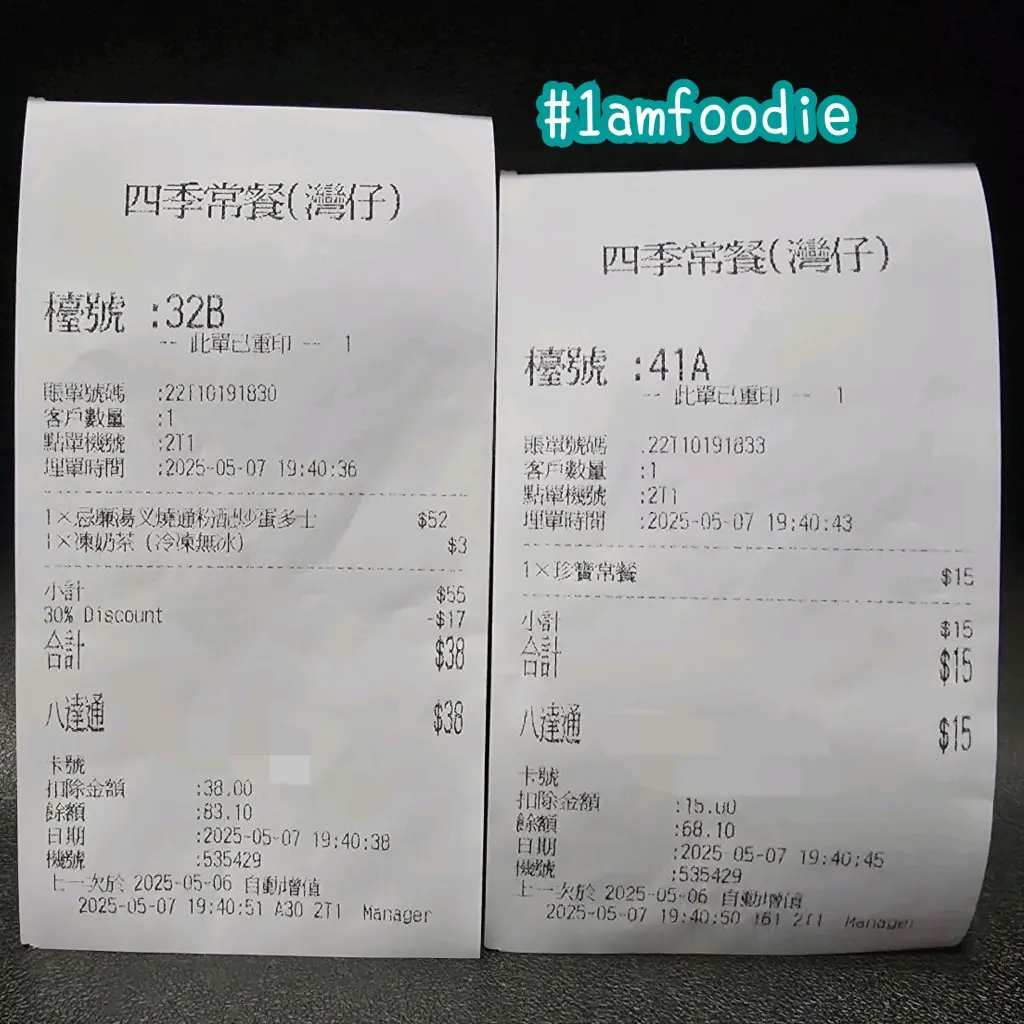 #1amfoodie
四季常餐(灣仔)
檯號 :32B
-- 此單已重印 -- 1
賬單號碼 :22T10191830
客戶數量 :1
點單機號 :2T1
埋單時間 :2025-05-07 19:40:36
1×忌廉湯叉燒通粉配炒蛋多士 $52
1×凍奶茶(冷凍無冰) $3
小計 $55
30% Discount -$17
合計 $38
八達通 $38
卡號
扣除金額 :38.00
餘額 :83.10
日期 :2025-05-07 19:40:38
機號 :535429
上一次於 2025-05-06 自動增值
2025-05-07 19:40:51 A30 2T1 Manager
四季常餐(灣仔)
檯號 :41A
-- 此單已重印 -- 1
賬單號碼 :22T10191833
客戶數量 :1
點單機號 :2T1
埋單時間 :2025-05-07 19:40:43
1×珍寶常餐 $15
小計 $15
合計 $15
八達通 $15
卡號
扣除金額 :15.00
餘額 :68.10
日期 :2025-05-07 19:40:45
機號 :535429
上一次於 2025-05-06 自動增值
2025-05-07 19:40:50 2T1 Manager